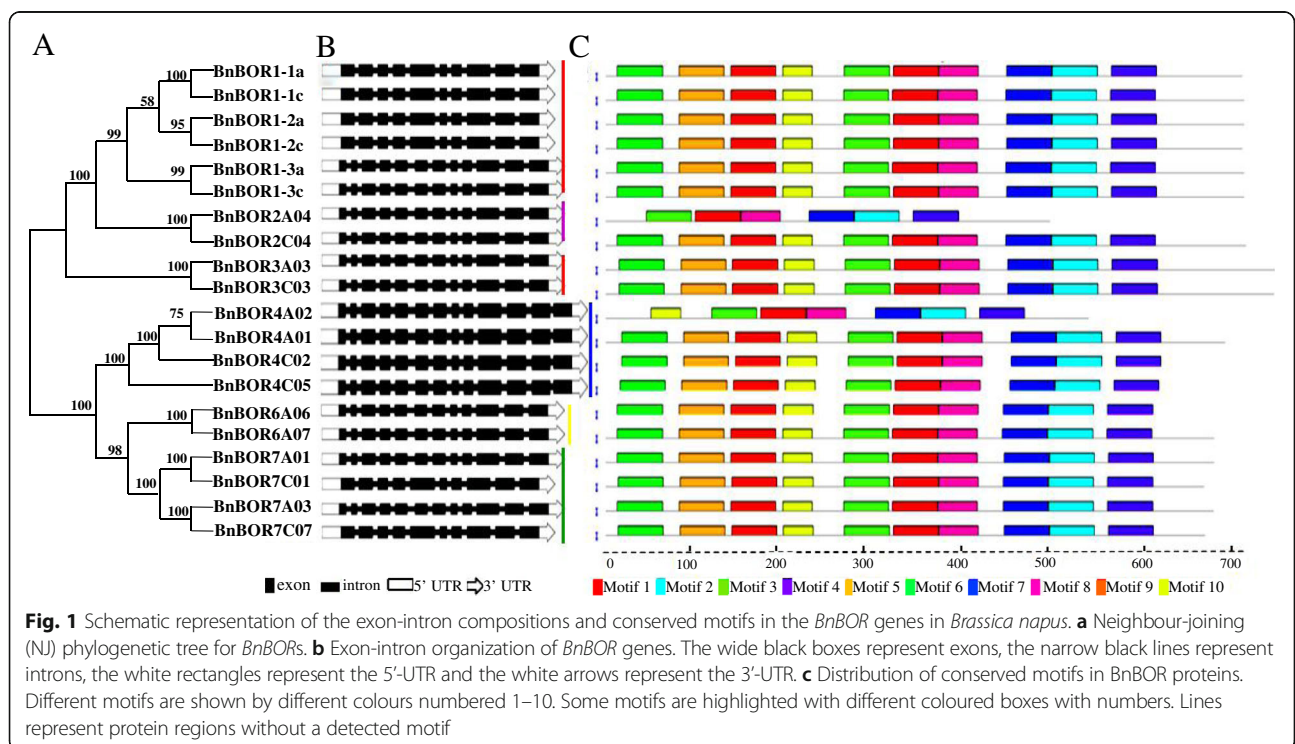 A B C
100 BnBOR1-1a
58 BnBOR1-1c
99 95 BnBOR1-2a
BnBOR1-2c
100 99 BnBOR1-3a
BnBOR1-3c
100 BnBOR2A04
BnBOR2C04
100 BnBOR3A03
BnBOR3C03
75 BnBOR4A02
100 BnBOR4A01
100 BnBOR4C02
BnBOR4C05
100 100 BnBOR6A06
98 BnBOR6A07
100 BnBOR7A01
100 BnBOR7C01
100 BnBOR7A03
BnBOR7C07
0 100 200 300 400 500 600 700
exon intron 5' UTR 3' UTR Motif 1 Motif 2 Motif 3 Motif 4 Motif 5 Motif 6 Motif 7 Motif 8 Motif 9 Motif 10
Fig. 1 Schematic representation of the exon-intron compositions and conserved motifs in the BnBOR genes in Brassica napus. a Neighbour-joining
(NJ) phylogenetic tree for BnBORs. b Exon-intron organization of BnBOR genes. The wide black boxes represent exons, the narrow black lines represent
introns, the white rectangles represent the 5’-UTR and the white arrows represent the 3’-UTR. c Distribution of conserved motifs in BnBOR proteins.
Different motifs are shown by different colours numbered 1–10. Some motifs are highlighted with different coloured boxes with numbers. Lines
represent protein regions without a detected motif